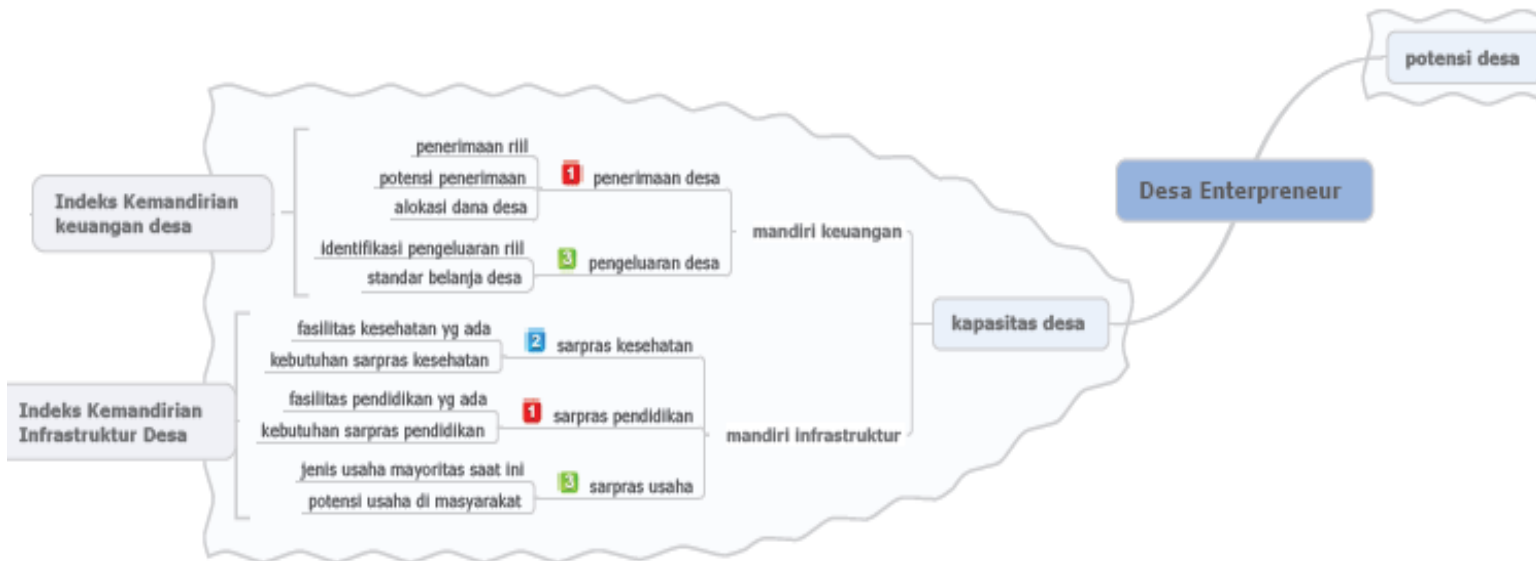 potensi desa
Desa Enterpreneur
kapasitas desa
mandiri keuangan
1 penerimaan desa
penerimaan riil
potensi penerimaan
alokasi dana desa
3 pengeluaran desa
identifikasi pengeluaran riil
standar belanja desa
Indeks Kemandirian
keuangan desa
mandiri infrastruktur
2 sarpras kesehatan
fasilitas kesehatan yg ada
kebutuhan sarpras kesehatan
1 sarpras pendidikan
fasilitas pendidikan yg ada
kebutuhan sarpras pendidikan
3 sarpras usaha
jenis usaha mayoritas saat ini
potensi usaha di masyarakat
Indeks Kemandirian
Infrastruktur Desa